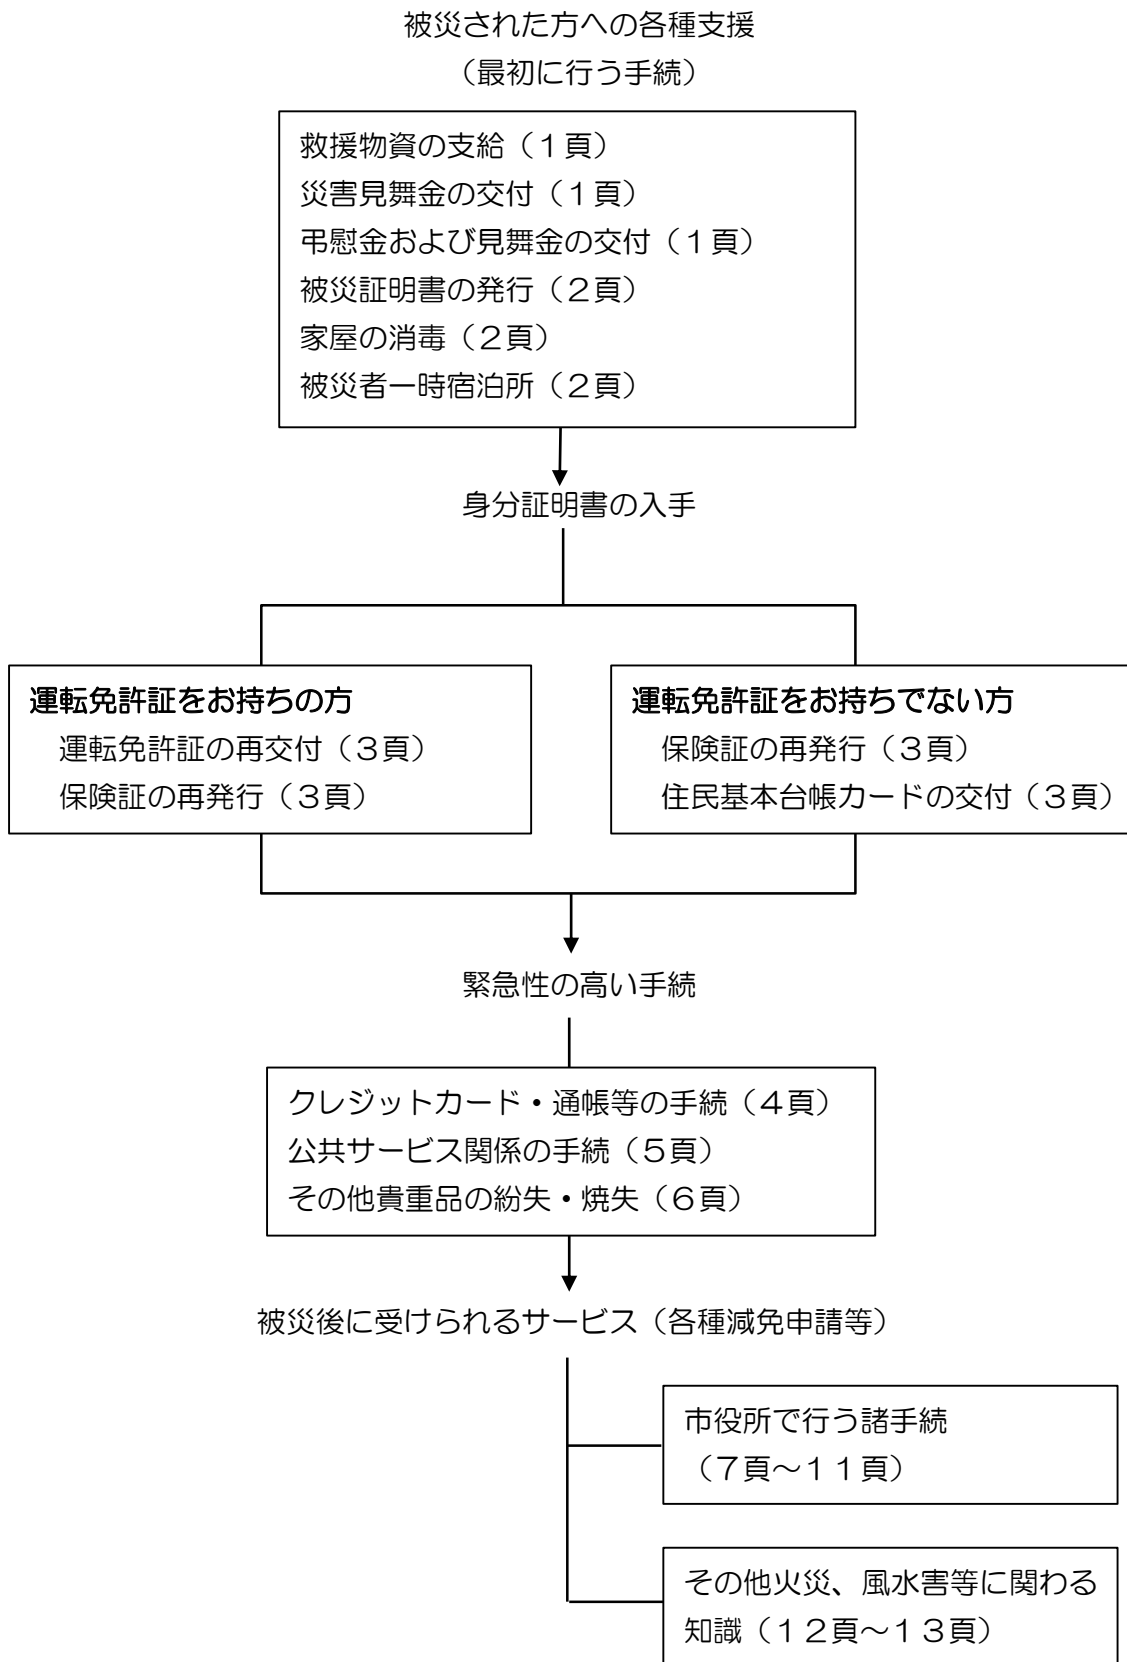 被災された方への各種支援
（最初に行う手続）
救援物資の支給（１頁）
災害見舞金の交付（１頁）
弔慰金および見舞金の交付（１頁）
被災証明書の発行（２頁）
家屋の消毒（２頁）
被災者一時宿泊所（２頁）
身分証明書の入手
運転免許証をお持ちの方
運転免許証の再交付（３頁）
保険証の再発行（３頁）
運転免許証をお持ちでない方
保険証の再発行（３頁）
住民基本台帳カードの交付（３頁）
緊急性の高い手続
クレジットカード・通帳等の手続（４頁）
公共サービス関係の手続（５頁）
その他貴重品の紛失・焼失（６頁）
被災後に受けられるサービス（各種減免申請等）
市役所で行う諸手続
（７頁～１１頁）
その他火災、風水害等に関わる
知識（１２頁～１３頁）